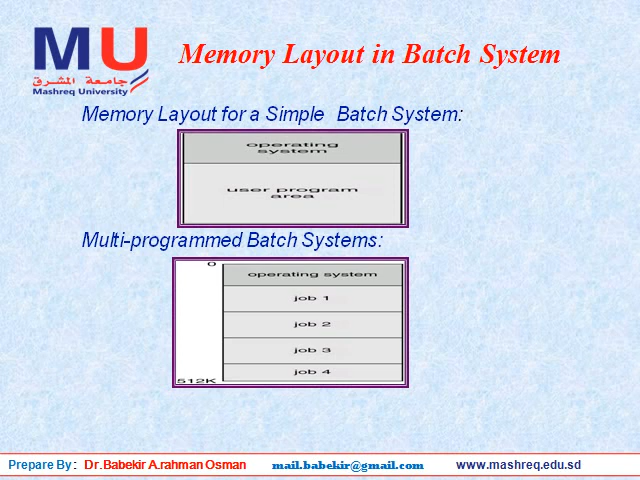 MU
جامعة المشرق
Mashreq University
Memory Layout in Batch System
Memory Layout for a Simple Batch System:
operating
system
user program
area
Multi-programmed Batch Systems:
0
operating system
job 1
job 2
job 3
job 4
512K
Prepare By : Dr.Babekir A.rahman Osman mail.babekir@gmail.com www.mashreq.edu.sd